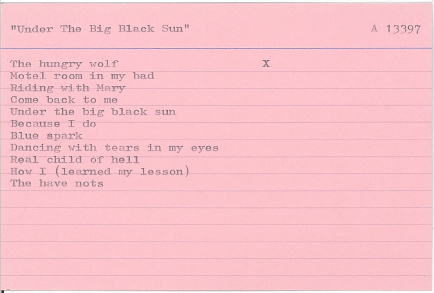 "Under The Big Black Sun" A 13397
The hungry wolf X
Motel room in my bad
Riding with Mary
Come back to me
Under the big black sun
Because I do
Blue spark
Dancing with tears in my eyes
Real child of hell
How I (learned my lesson)
The have nots